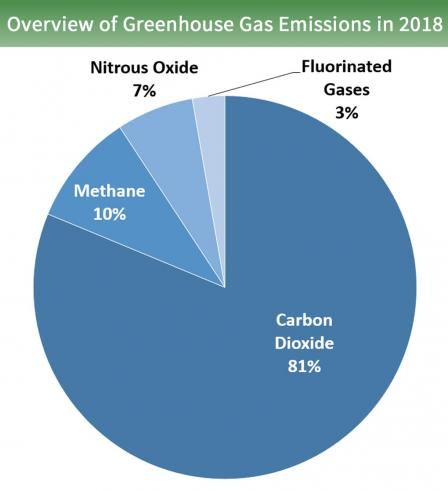 Overview of Greenhouse Gas Emissions in 2018
Nitrous Oxide
7%
Fluorinated
Gases
3%
Methane
10%
Carbon
Dioxide
81%